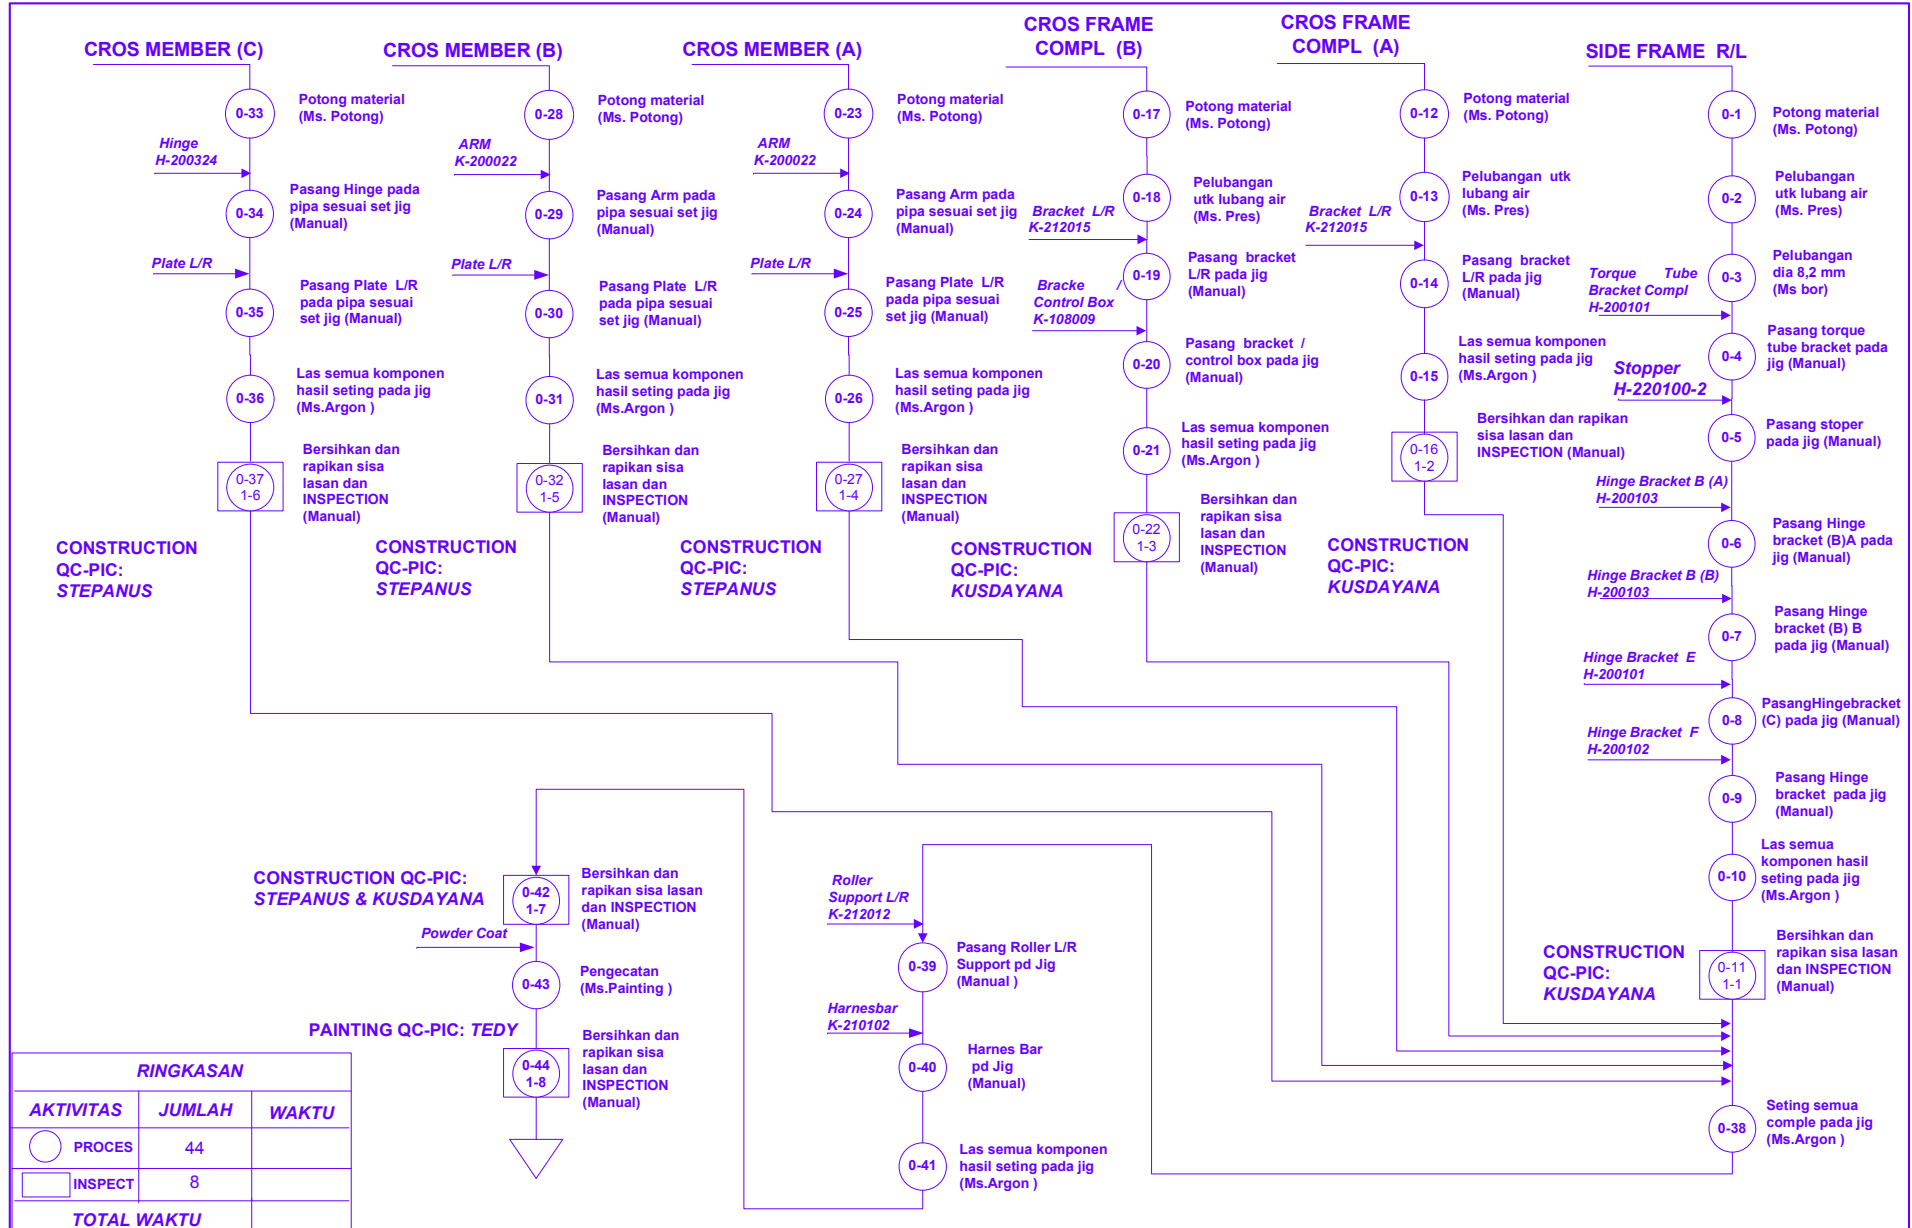 CROS MEMBER (C)
0-33
Potong material
(Ms. Potong)
Hinge
H-200324
0-34
Pasang Hinge pada
pipa sesuai set jig
(Manual)
Plate L/R
0-35
Pasang Plate L/R
pada pipa sesuai
set jig (Manual)
0-36
Las semua komponen
hasil seting pada jig
(Ms.Argon )
0-37
1-6
Bersihkan dan
rapikan sisa
lasan dan
INSPECTION
(Manual)
CONSTRUCTION
QC-PIC:
STEPANUS
CROS MEMBER (B)
0-28
Potong material
(Ms. Potong)
ARM
K-200022
0-29
Pasang Arm pada
pipa sesuai set jig
(Manual)
Plate L/R
0-30
Pasang Plate L/R
pada pipa sesuai
set jig (Manual)
0-31
Las semua komponen
hasil seting pada jig
(Ms.Argon )
0-32
1-5
Bersihkan dan
rapikan sisa
lasan dan
INSPECTION
(Manual)
CONSTRUCTION
QC-PIC:
STEPANUS
CROS MEMBER (A)
0-23
Potong material
(Ms. Potong)
ARM
K-200022
0-24
Pasang Arm pada
pipa sesuai set jig
(Manual)
Plate L/R
0-25
Pasang Plate L/R
pada pipa sesuai
set jig (Manual)
0-26
Las semua komponen
hasil seting pada jig
(Ms.Argon )
0-27
1-4
Bersihkan dan
rapikan sisa
lasan dan
INSPECTION
(Manual)
CONSTRUCTION
QC-PIC:
STEPANUS
CROS FRAME
COMPL (B)
0-17
Potong material
(Ms. Potong)
0-18
Pelubangan
utk lubang air
(Ms. Pres)
Bracket L/R
K-212015
0-19
Pasang bracket
L/R pada jig
(Manual)
Bracke /
Control Box
K-108009
0-20
Pasang bracket /
control box pada jig
(Manual)
0-21
Las semua komponen
hasil seting pada jig
(Ms.Argon )
0-22
1-3
Bersihkan dan
rapikan sisa
lasan dan
INSPECTION
(Manual)
CONSTRUCTION
QC-PIC:
KUSDAYANA
CROS FRAME
COMPL (A)
0-12
Potong material
(Ms. Potong)
0-13
Pelubangan utk
lubang air
(Ms. Pres)
Bracket L/R
K-212015
0-14
Pasang bracket
L/R pada jig
(Manual)
0-15
Las semua komponen
hasil seting pada jig
(Ms.Argon )
0-16
1-2
Bersihkan dan rapikan
sisa lasan dan
INSPECTION (Manual)
CONSTRUCTION
QC-PIC:
KUSDAYANA
SIDE FRAME R/L
0-1
Potong material
(Ms. Potong)
0-2
Pelubangan
utk lubang air
(Ms. Pres)
0-3
Pelubangan
dia 8,2 mm
(Ms bor)
Torque Tube
Bracket Compl
H-200101
0-4
Pasang torque
tube bracket pada
jig (Manual)
Stopper
H-220100-2
0-5
Pasang stoper
pada jig (Manual)
Hinge Bracket B (A)
H-200103
0-6
Pasang Hinge
bracket (B)A pada
jig (Manual)
Hinge Bracket B (B)
H-200103
0-7
Pasang Hinge
bracket (B) B
pada jig (Manual)
Hinge Bracket E
H-200101
0-8
PasangHingebracket
(C) pada jig (Manual)
Hinge Bracket F
H-200102
0-9
Pasang Hinge
bracket pada jig
(Manual)
0-10
Las semua
komponen hasil
seting pada jig
(Ms.Argon )
0-11
1-1
Bersihkan dan
rapikan sisa lasan
dan INSPECTION
(Manual)
CONSTRUCTION
QC-PIC:
KUSDAYANA
0-38
Seting semua
comple pada jig
(Ms.Argon )
Roller
Support L/R
K-212012
0-39
Pasang Roller L/R
Support pd Jig
(Manual )
Harnesbar
K-210102
0-40
Harnes Bar
pd Jig
(Manual)
0-41
Las semua komponen
hasil seting pada jig
(Ms.Argon )
CONSTRUCTION QC-PIC:
STEPANUS & KUSDAYANA
0-42
1-7
Bersihkan dan
rapikan sisa lasan
dan INSPECTION
(Manual)
Powder Coat
0-43
Pengecatan
(Ms.Painting )
PAINTING QC-PIC: TEDY
0-44
1-8
Bersihkan dan
rapikan sisa
lasan dan
INSPECTION
(Manual)
RINGKASAN
AKTIVITAS JUMLAH WAKTU
PROCES 44
INSPECT 8
TOTAL WAKTU